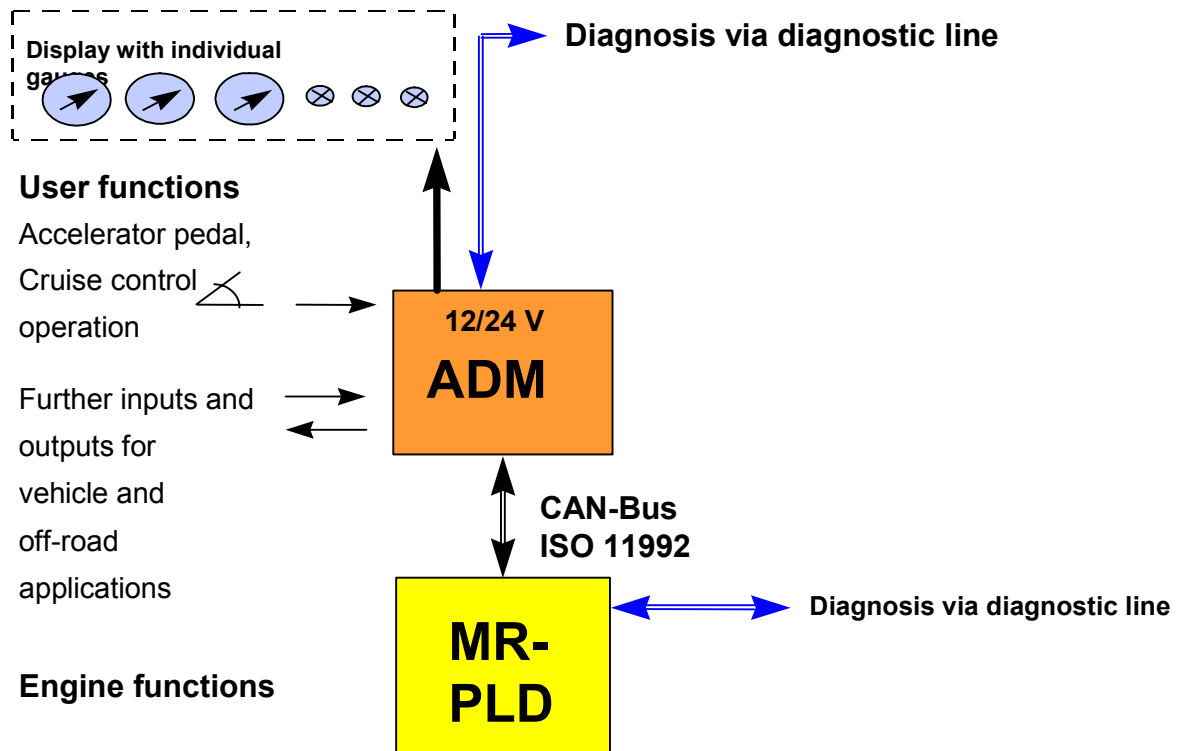 Display with individual
gauges
Diagnosis via diagnostic line
User functions
Accelerator pedal,
Cruise control
operation
12/24 V
ADM
Further inputs and
outputs for
vehicle and
off-road
applications
CAN-Bus
ISO 11992
MR-
PLD
Diagnosis via diagnostic line
Engine functions